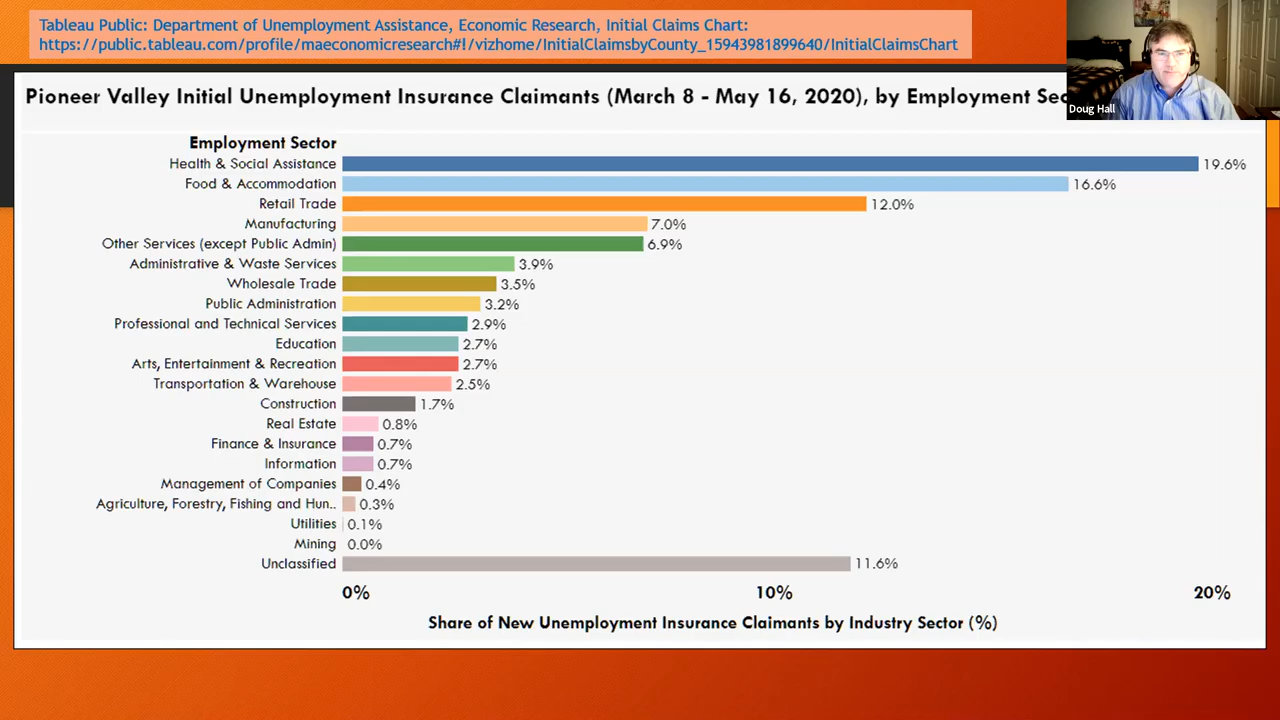 Tableau Public: Department of Unemployment Assistance, Economic Research, Initial Claims Chart:
https://public.tableau.com/profile/maeconomicresearch#!/vizhome/InitialClaimsbyCounty_15943981899640/InitialClaimsChart
Pioneer Valley Initial Unemployment Insurance Claimants (March 8 - May 16, 2020), by Employment Sec
Doug Hall
Employment Sector
Health & Social Assistance 19.6%
Food & Accommodation 16.6%
Retail Trade 12.0%
Manufacturing 7.0%
Other Services (except Public Admin) 6.9%
Administrative & Waste Services 3.9%
Wholesale Trade 3.5%
Public Administration 3.2%
Professional and Technical Services 2.9%
Education 2.7%
Arts, Entertainment & Recreation 2.7%
Transportation & Warehouse 2.5%
Construction 1.7%
Real Estate 0.8%
Finance & Insurance 0.7%
Information 0.7%
Management of Companies 0.4%
Agriculture, Forestry, Fishing and Hun.. 0.3%
Utilities 0.1%
Mining 0.0%
Unclassified 11.6%
0% 10% 20%
Share of New Unemployment Insurance Claimants by Industry Sector (%)